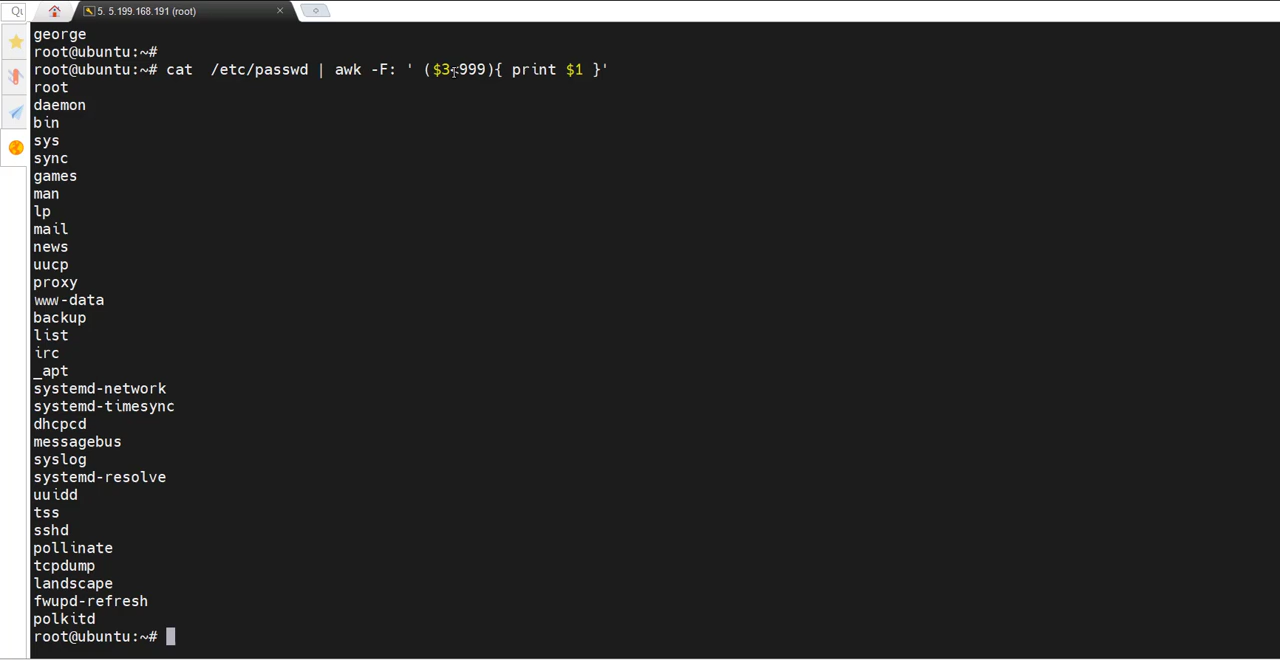 5. 5.199.168.191 (root)
george
root@ubuntu:~#
root@ubuntu:~# cat  /etc/passwd | awk -F: ' ($3-999){ print $1 }'
root
daemon
bin
sys
sync
games
man
lp
mail
news
uucp
proxy
www-data
backup
list
irc
_apt
systemd-network
systemd-timesync
dhcpcd
messagebus
syslog
systemd-resolve
uuidd
tss
sshd
pollinate
tcpdump
landscape
fwupd-refresh
polkitd
root@ubuntu:~#